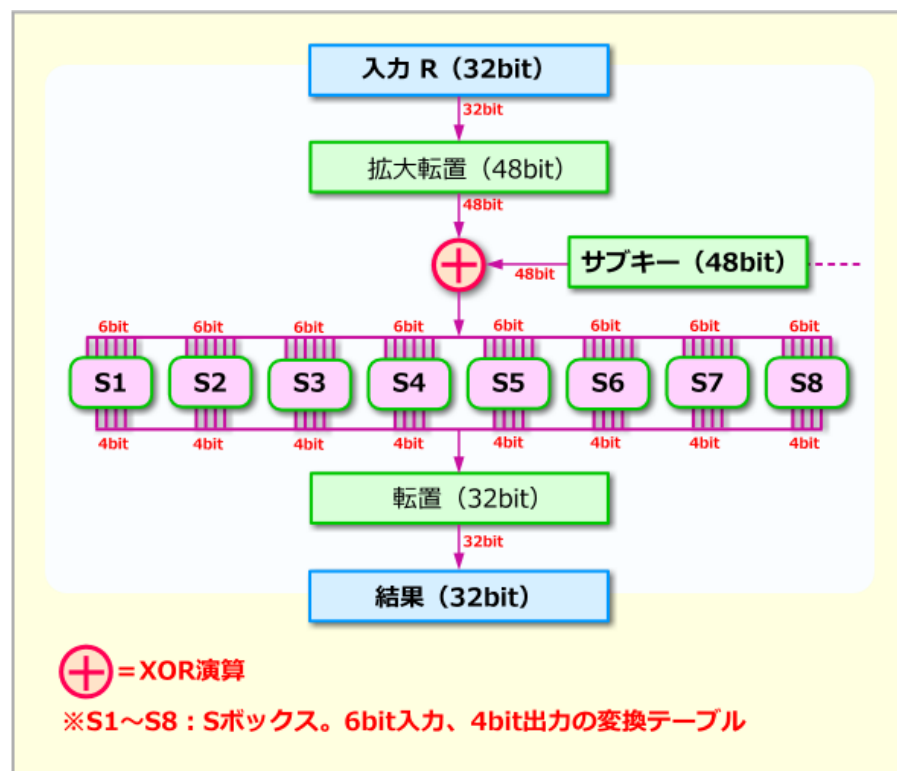 入力 R（32bit）
32bit
拡大転置（48bit）
48bit
サブキー（48bit）
48bit
6bit 6bit 6bit 6bit 6bit 6bit 6bit 6bit
S1 S2 S3 S4 S5 S6 S7 S8
4bit 4bit 4bit 4bit 4bit 4bit 4bit 4bit
転置（32bit）
32bit
結果（32bit）
＝XOR演算
※S1～S8：Sボックス。6bit入力、4bit出力の変換テーブル